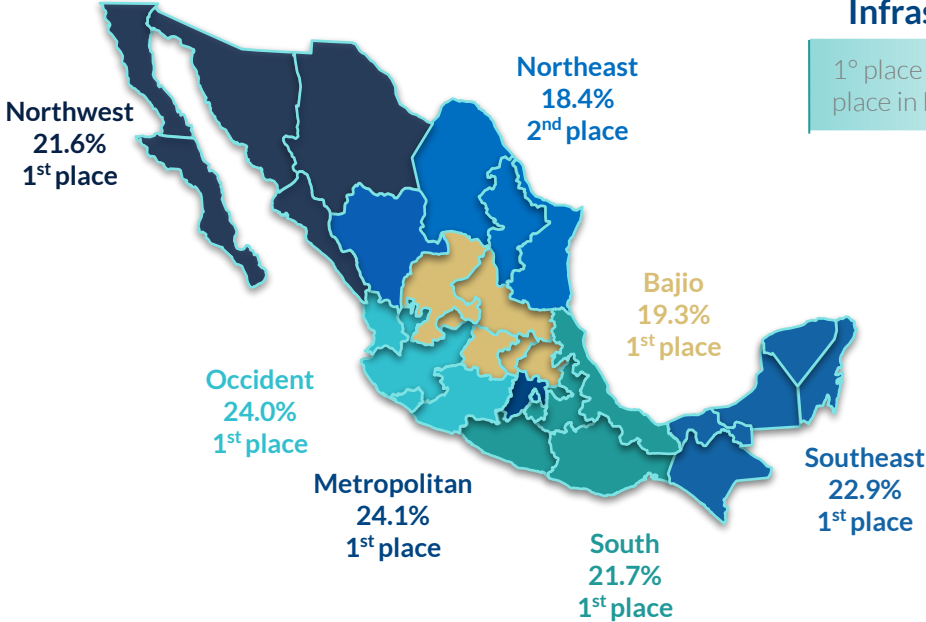 Infras
1° place
place in
Northeast
18.4%
2nd place
Northwest
21.6%
1st place
Bajio
19.3%
1st place
Occident
24.0%
1st place
Metropolitan
24.1%
1st place
Southeast
22.9%
1st place
South
21.7%
1st place